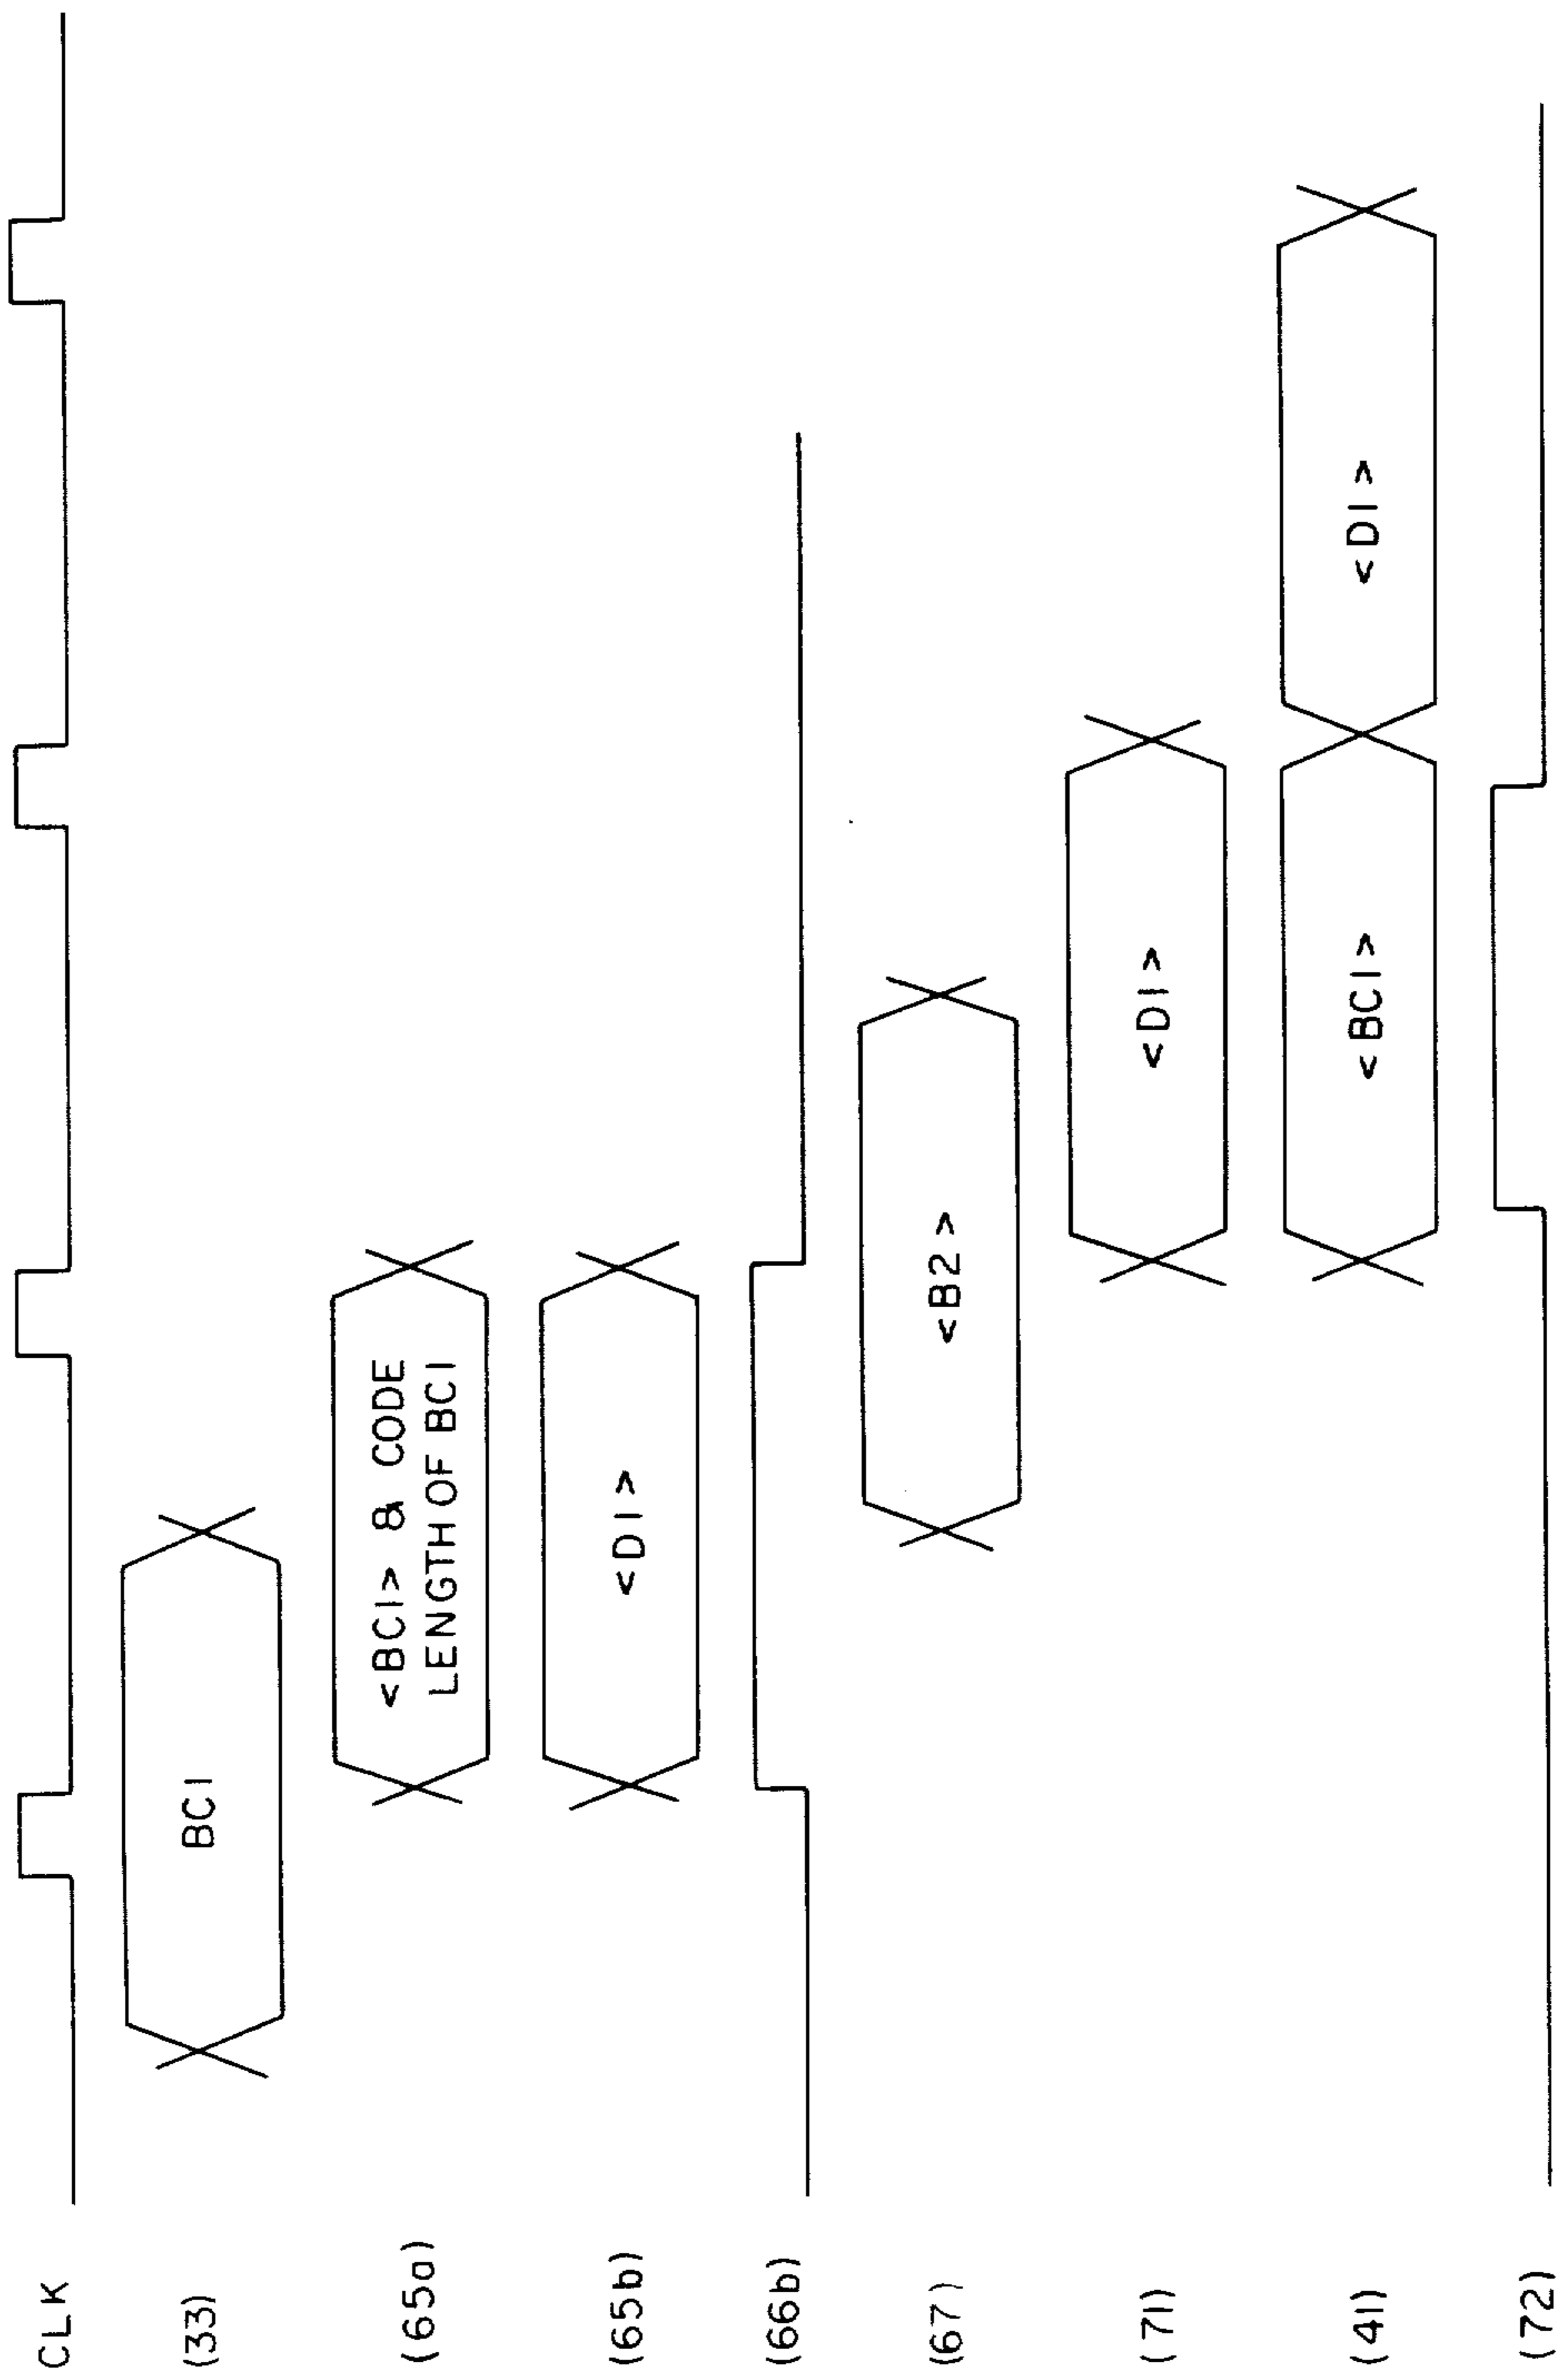 CLK
(33)
BC1
(65a)
<BC1> & CODE
LENGTH OF BC1
(65b)
<D1>
(66b)
(67)
<B2>
(71)
<D1>
(41)
<BC1>
<D1>
(72)